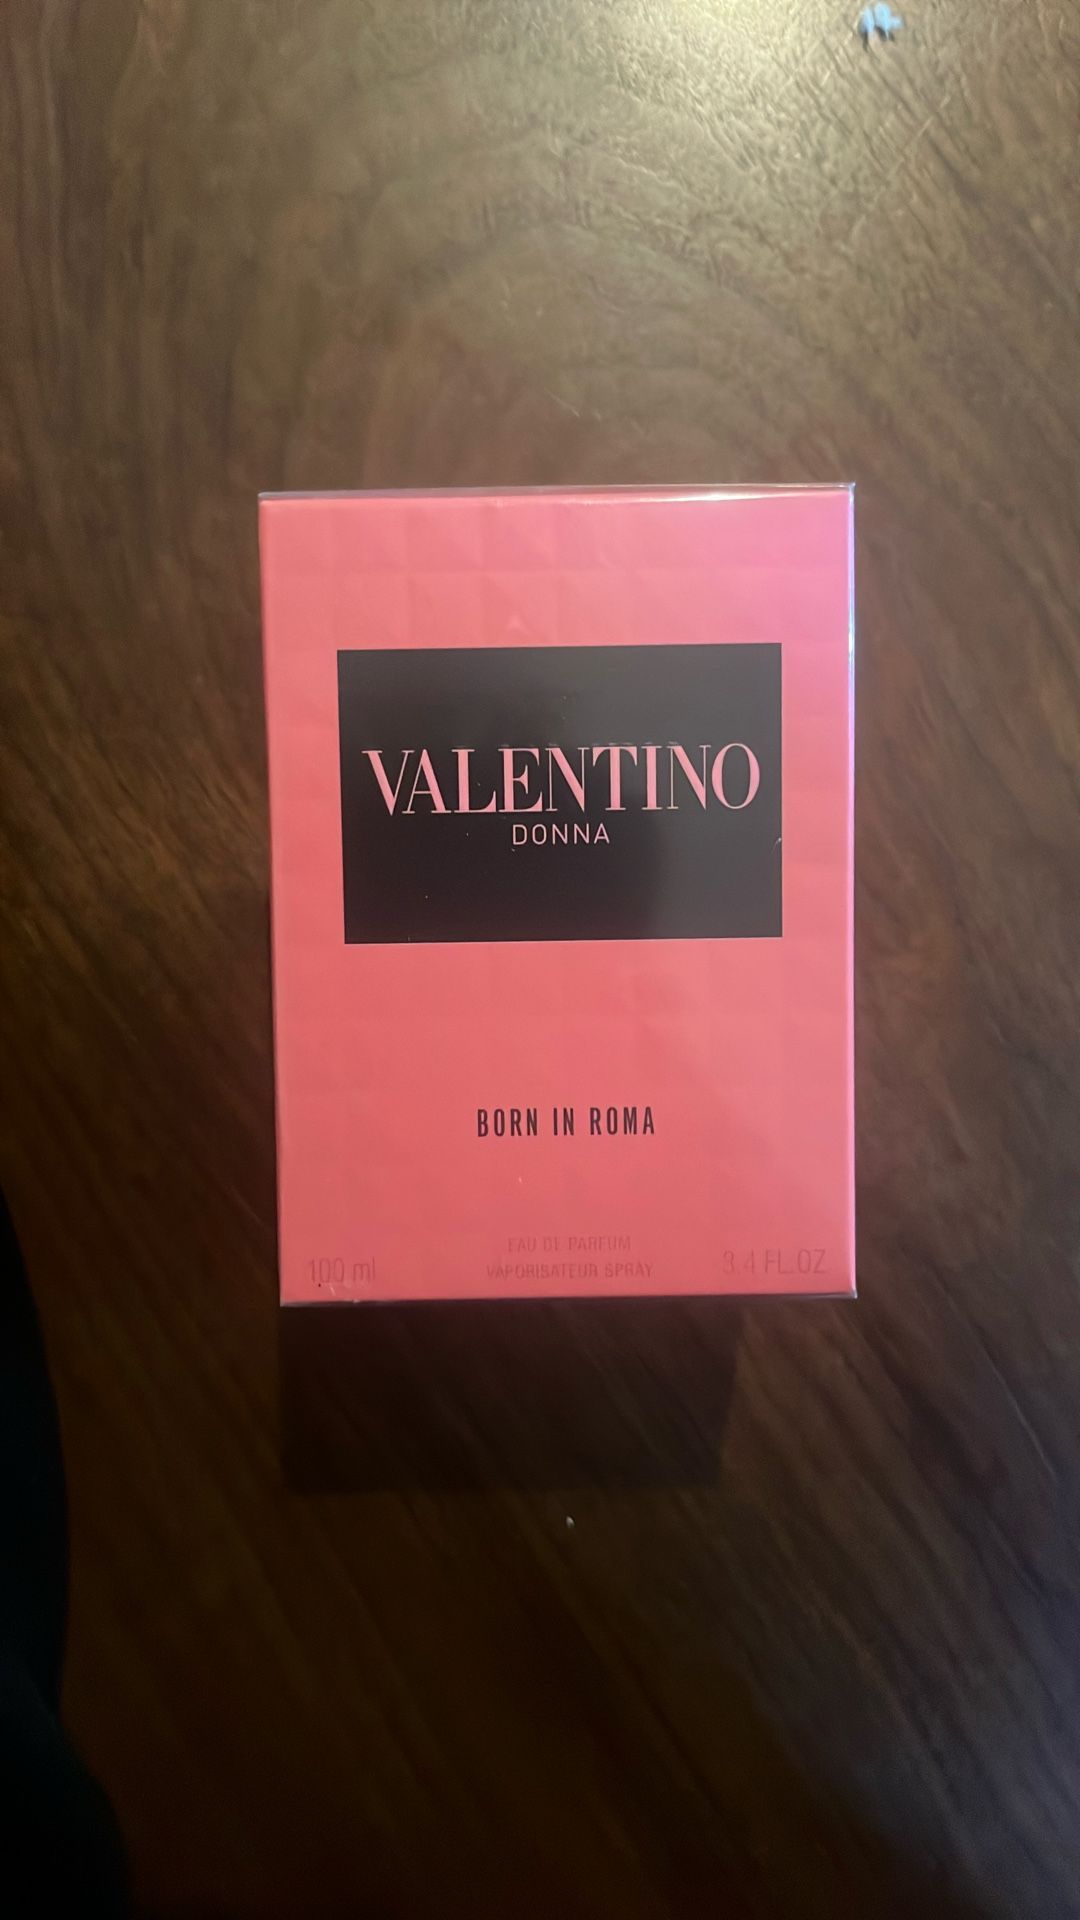 VALENTINO
DONNA
BORN IN ROMA
EAU DE PARFUM
100 ml VAPORISATEUR SPRAY 3.4 FL.OZ